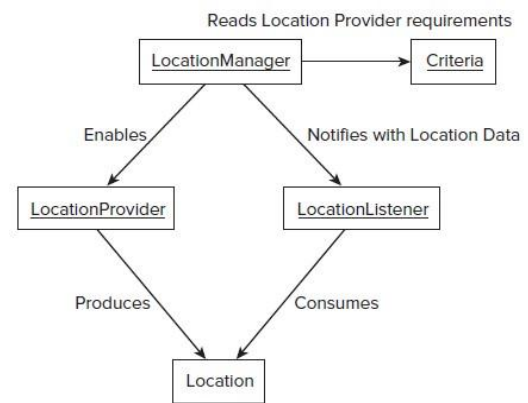 Reads Location Provider requirements
LocationManager
Criteria
Enables
Notifies with Location Data
LocationProvider
LocationListener
Produces
Consumes
Location